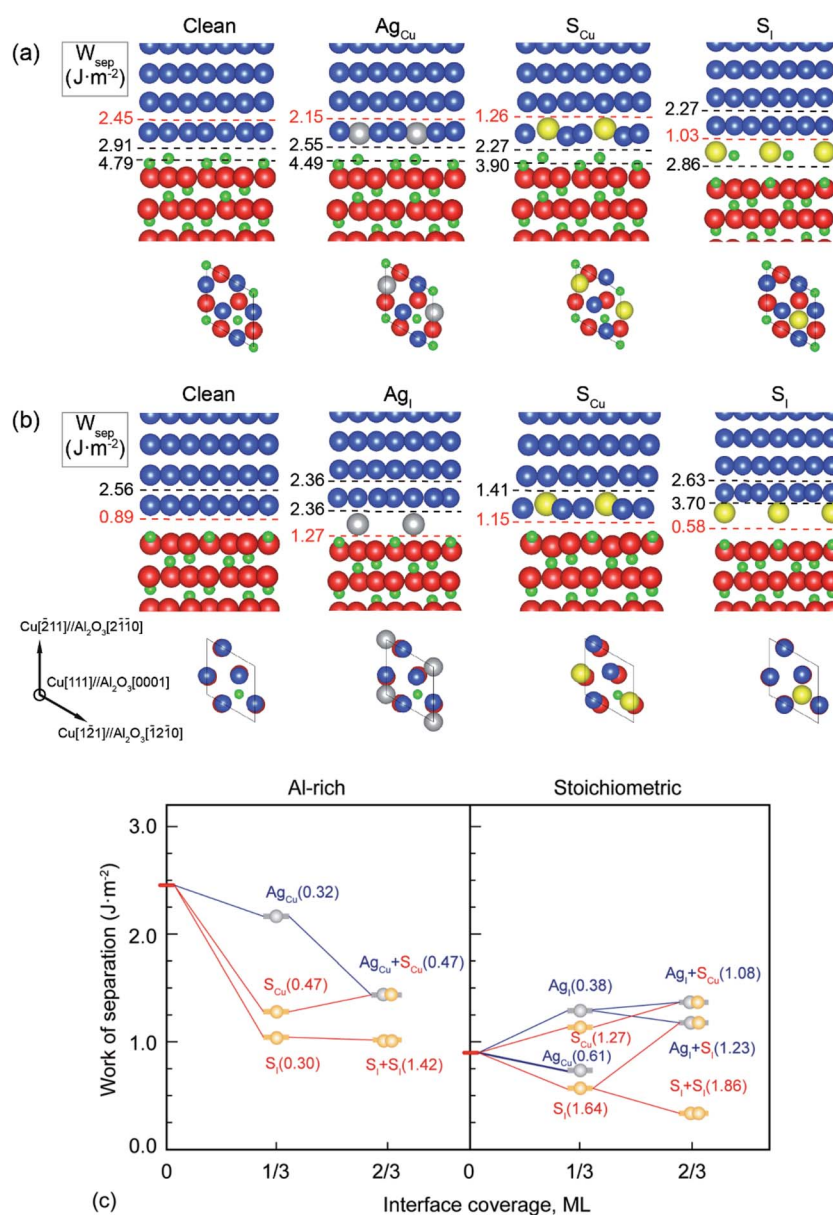 Clean Ag_Cu S_Cu S_I
(a) W_sep
(J·m⁻²)
2.45
2.91
4.79
2.15
2.55
4.49
1.26
2.27
3.90
2.27
1.03
2.86
Clean Ag_I S_Cu S_I
(b) W_sep
(J·m⁻²)
2.56
0.89
2.36
2.36
1.27
1.41
1.15
2.63
3.70
0.58
Cu[2̄11]//Al₂O₃[21̄1̄0]
Cu[111]//Al₂O₃[0001]
Cu[12̄1]//Al₂O₃[1̄21̄0]
Al-rich Stoichiometric
Work of separation (J·m⁻²)
3.0
2.0
1.0
0.0
Ag_Cu(0.32)
S_Cu(0.47)
S_I(0.30)
Ag_Cu+S_Cu(0.47)
S_I+S_I(1.42)
Ag_I(0.38)
S_Cu(1.27)
Ag_Cu(0.61)
S_I(1.64)
Ag_I+S_Cu(1.08)
Ag_I+S_I(1.23)
S_I+S_I(1.86)
0 1/3 2/3 0 1/3 2/3
(c) Interface coverage, ML